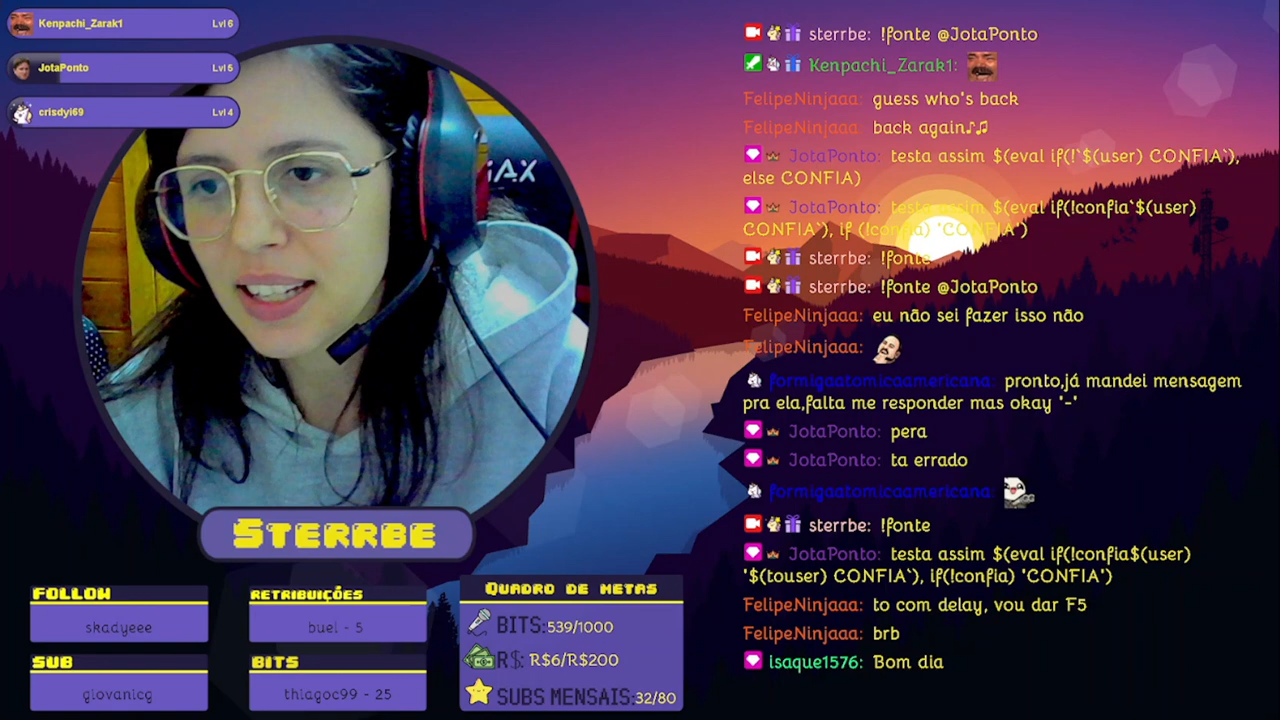 Kenpachi_Zarak1 Lvl 6
JotaPonto Lvl 5
crisdyi69 Lvl 4
AX
STERRBE
FOLLOW
skadyeee
RETRIBUIÇÕES
buel - 5
SUB
giovanicg
BITS
thiagoc99 - 25
QUADRO DE METAS
BITS:539/1000
R$: R$6/R$200
SUBS MENSAIS:32/80
sterrbe: !fonte @JotaPonto
Kenpachi_Zarak1:
FelipeNinjaaa: guess who's back
FelipeNinjaaa: back again♪♫
JotaPonto: testa assim $(eval if(!`$(user) CONFIA`),
else CONFIA)
JotaPonto: testa assim $(eval if(!confia`$(user)
CONFIA`), if (!confia) 'CONFIA')
sterrbe: !fonte
sterrbe: !fonte @JotaPonto
FelipeNinjaaa: eu não sei fazer isso não
FelipeNinjaaa:
formigaatomicaamericana: pronto,já mandei mensagem
pra ela,falta me responder mas okay '-'
JotaPonto: pera
JotaPonto: ta errado
formigaatomicaamericana:
sterrbe: !fonte
JotaPonto: testa assim $(eval if(!confia$(user)
'$(touser) CONFIA`), if(!confia) 'CONFIA')
FelipeNinjaaa: to com delay, vou dar F5
FelipeNinjaaa: brb
isaque1576: Bom dia